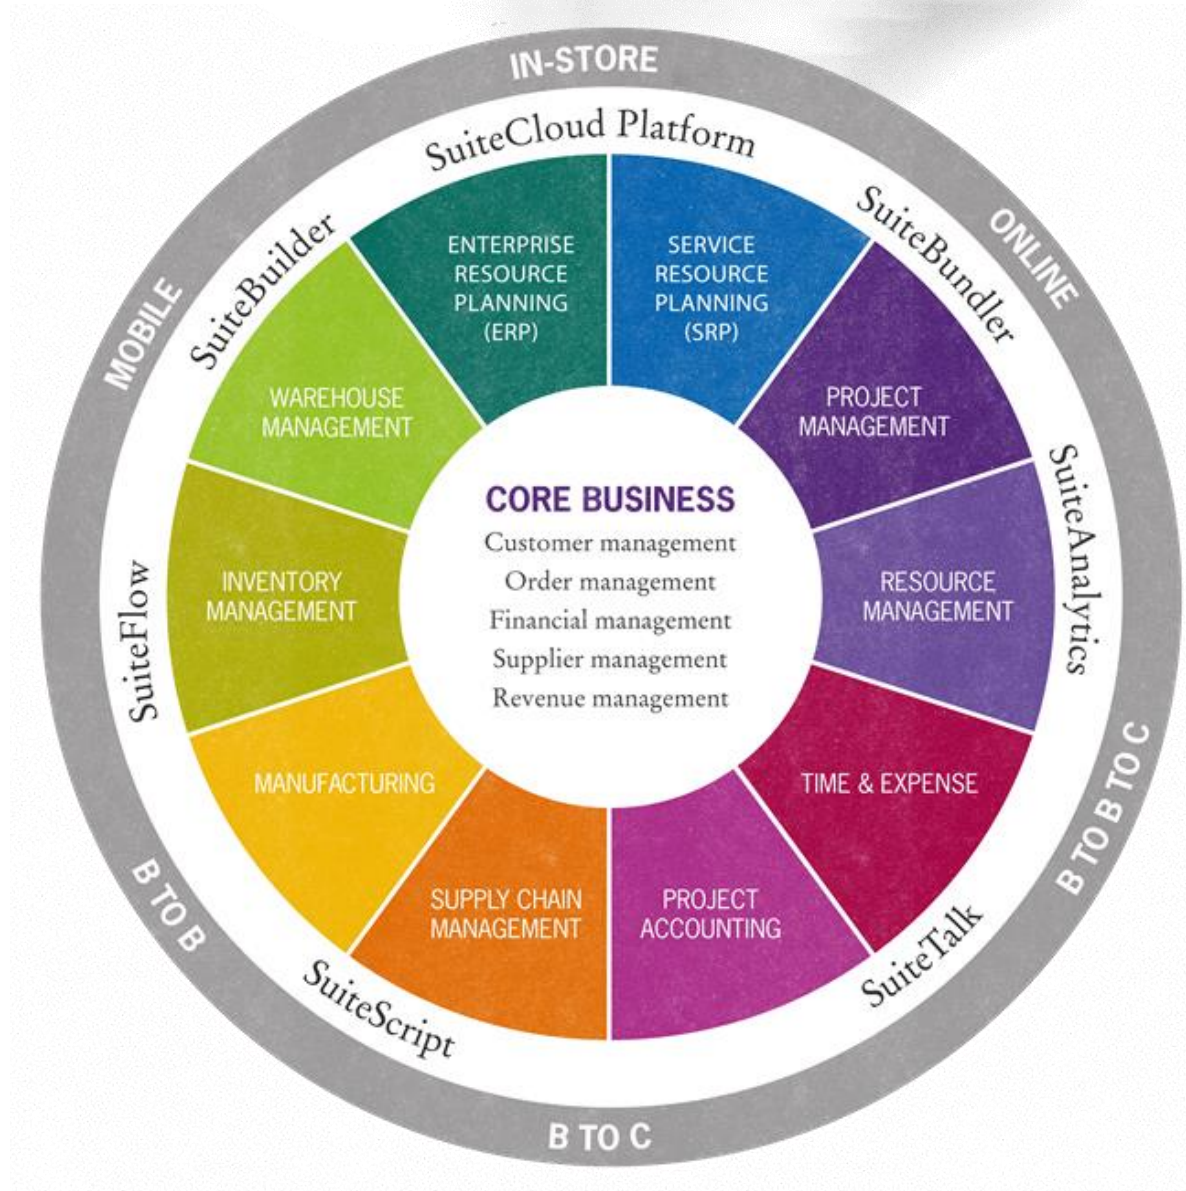 IN-STORE
ONLINE
B TO B TO C
B TO C
B TO B
MOBILE
SuiteCloud Platform
SuiteBundler
SuiteAnalytics
SuiteTalk
SuiteScript
SuiteFlow
SuiteBuilder
ENTERPRISE
RESOURCE
PLANNING
(ERP)
SERVICE
RESOURCE
PLANNING
(SRP)
PROJECT
MANAGEMENT
RESOURCE
MANAGEMENT
TIME & EXPENSE
PROJECT
ACCOUNTING
SUPPLY CHAIN
MANAGEMENT
MANUFACTURING
INVENTORY
MANAGEMENT
WAREHOUSE
MANAGEMENT
CORE BUSINESS
Customer management
Order management
Financial management
Supplier management
Revenue management